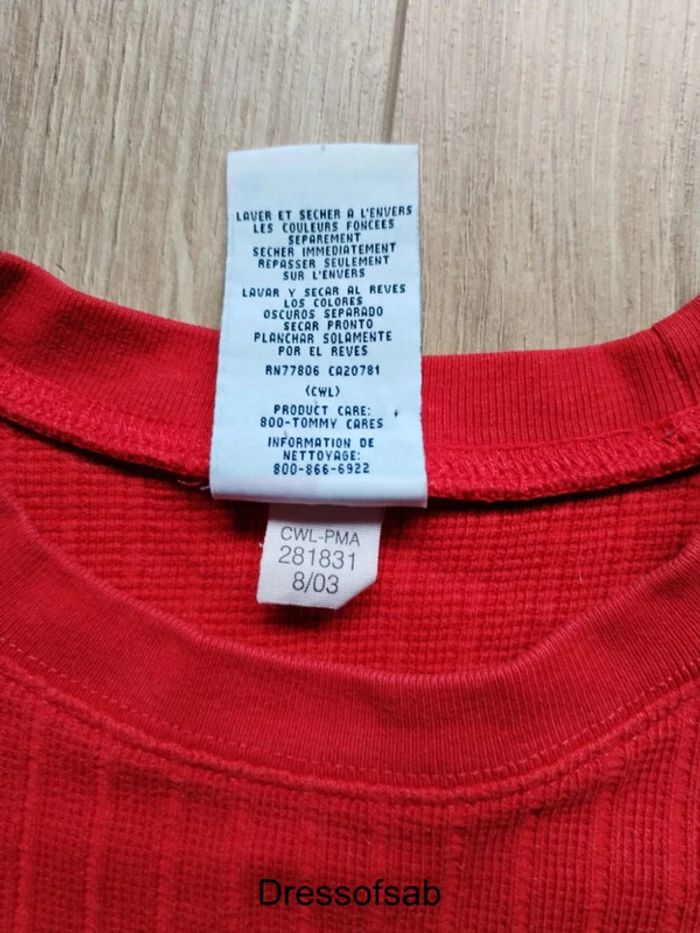 LAVER ET SECHER A L'ENVERS
LES COULEURS FONCEES
SEPAREMENT
SECHER IMMEDIATEMENT
REPASSER SEULEMENT
SUR L'ENVERS
LAVAR Y SECAR AL REVES
LOS COLORES
OSCUROS SEPARADO
SECAR PRONTO
PLANCHAR SOLAMENTE
POR EL REVES
RN77806 CA20781
(CWL)
PRODUCT CARE:
800-TOMMY CARES
INFORMATION DE
NETTOYAGE:
800-866-6922
CWL-PMA
281831
8/03
Dressofsab